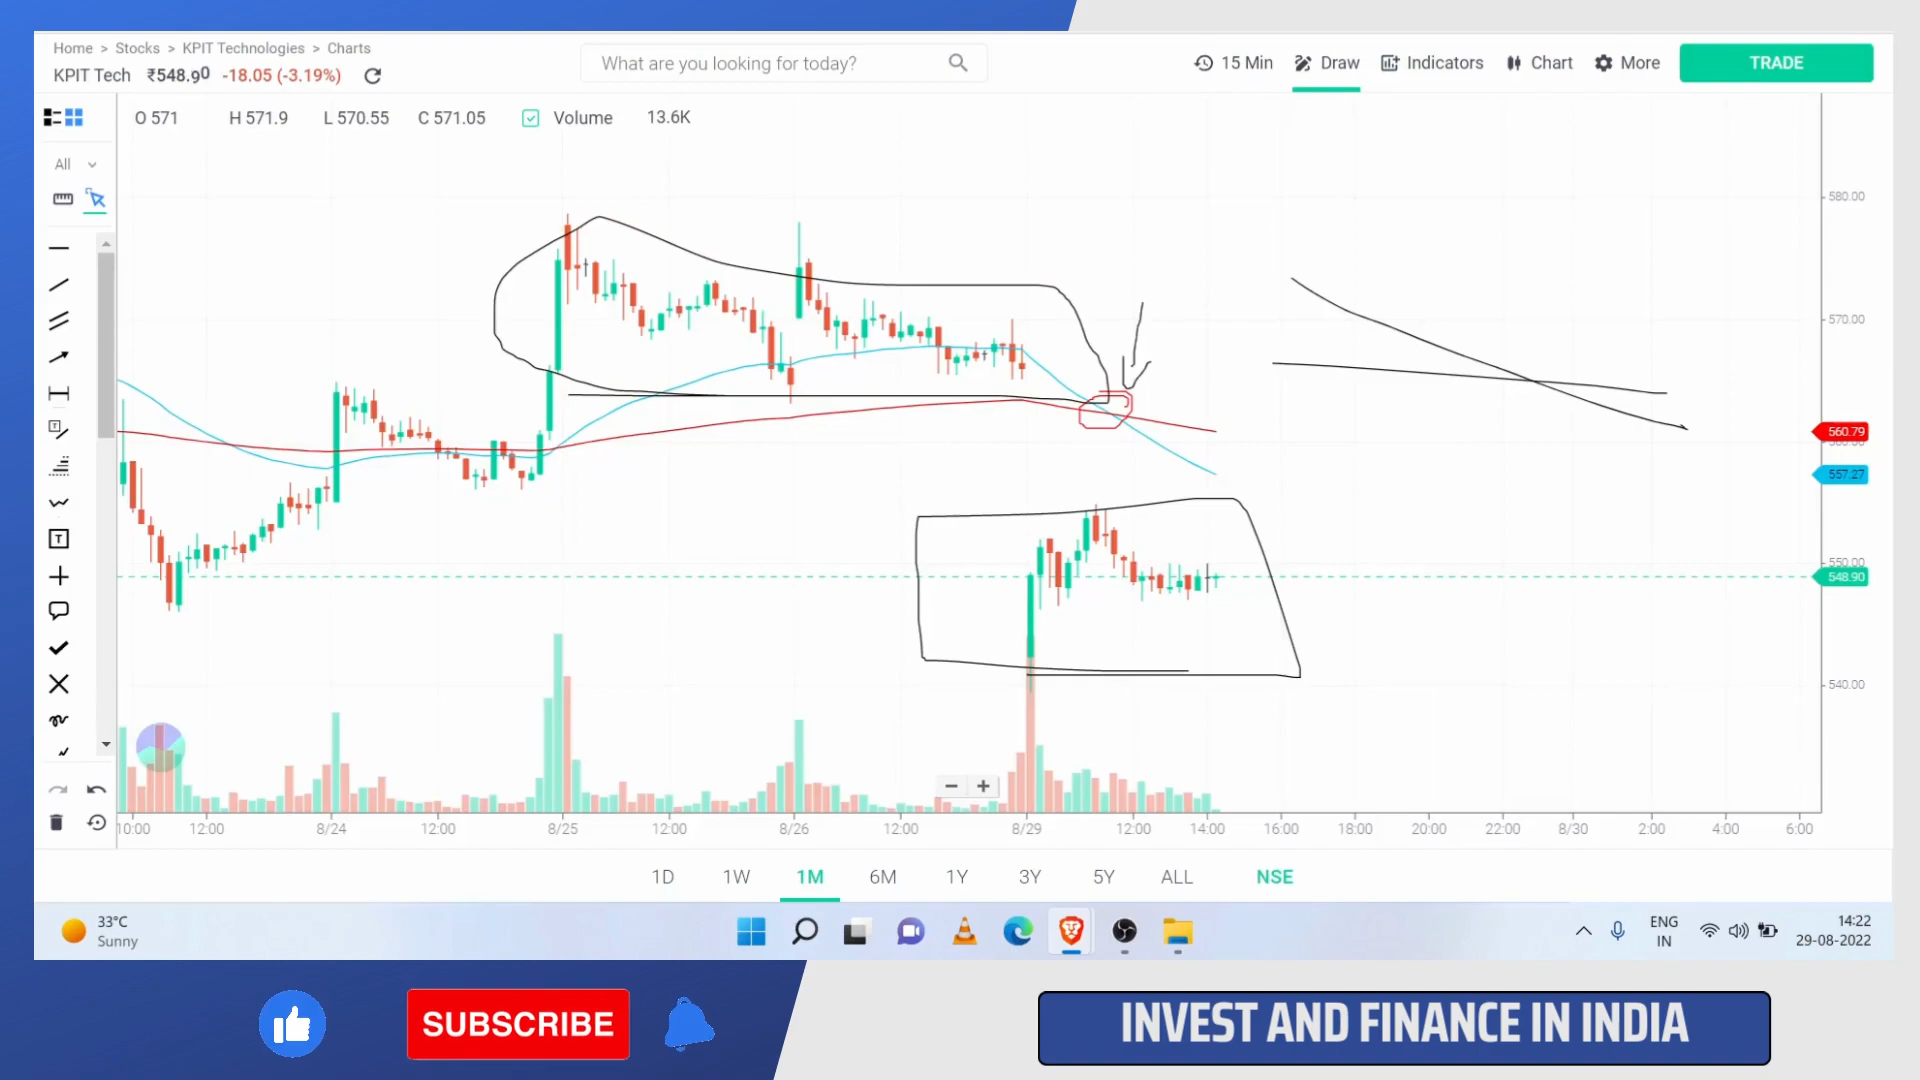 Home > Stocks > KPIT Technologies > Charts
KPIT Tech ₹548.90 -18.05 (-3.19%)
What are you looking for today?
15 Min Draw Indicators Chart More TRADE
O 571 H 571.9 L 570.55 C 571.05 Volume 13.6K
All
580.00
570.00
560.79
557.27
550.00
548.90
540.00
T
T
− +
10:00 12:00 8/24 12:00 8/25 12:00 8/26 12:00 8/29 12:00 14:00 16:00 18:00 20:00 22:00 8/30 2:00 4:00 6:00
1D 1W 1M 6M 1Y 3Y 5Y ALL NSE
33°C
Sunny
ENG
IN
14:22
29-08-2022
SUBSCRIBE
INVEST AND FINANCE IN INDIA